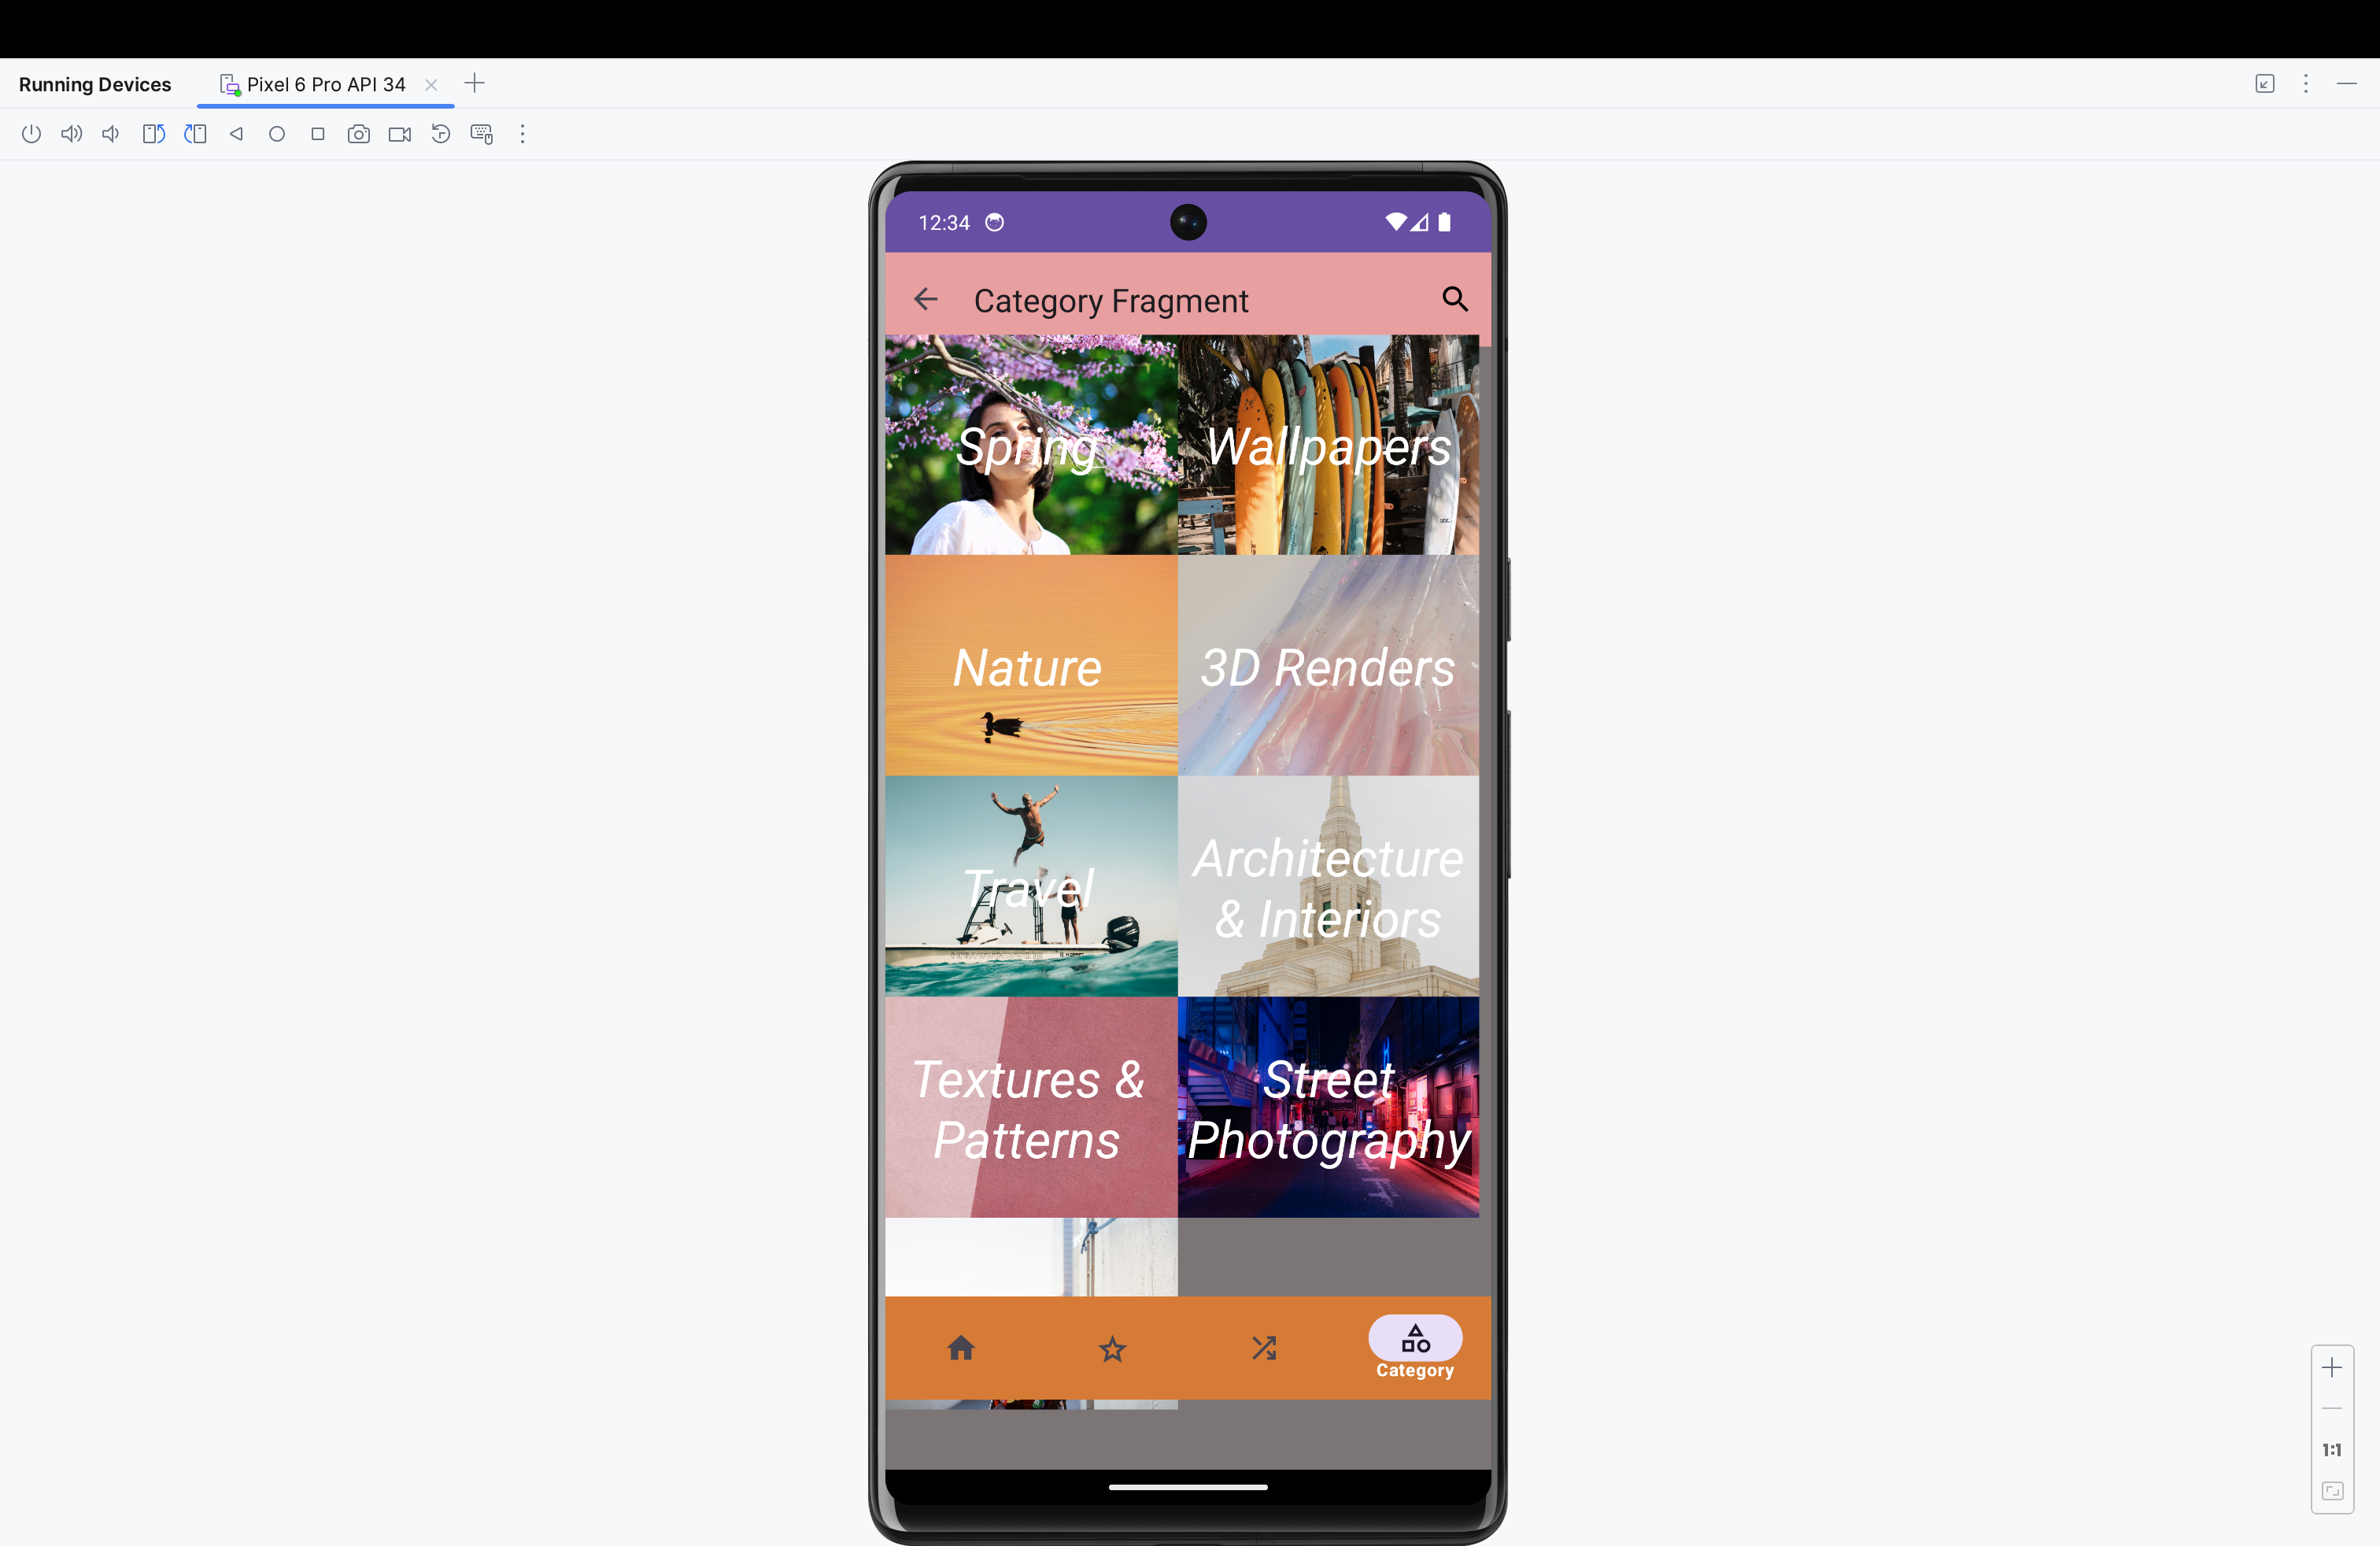 Running Devices
Pixel 6 Pro API 34
12:34
Category Fragment
Spring
Wallpapers
Nature
3D Renders
Travel
Architecture
& Interiors
Textures &
Patterns
Street
Photography
Category
1:1